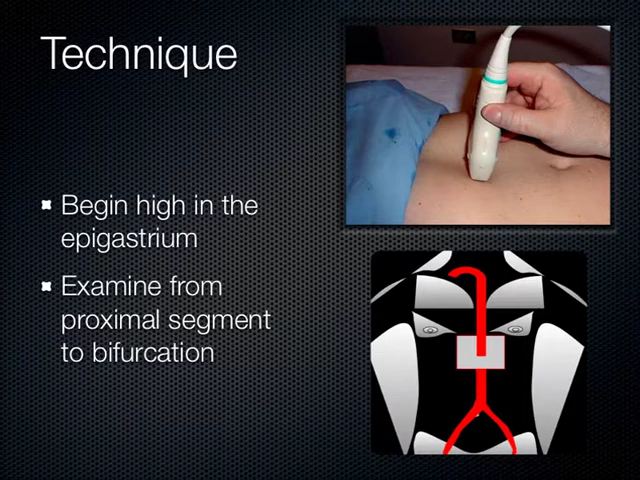 Technique
Begin high in the
epigastrium
Examine from
proximal segment
to bifurcation